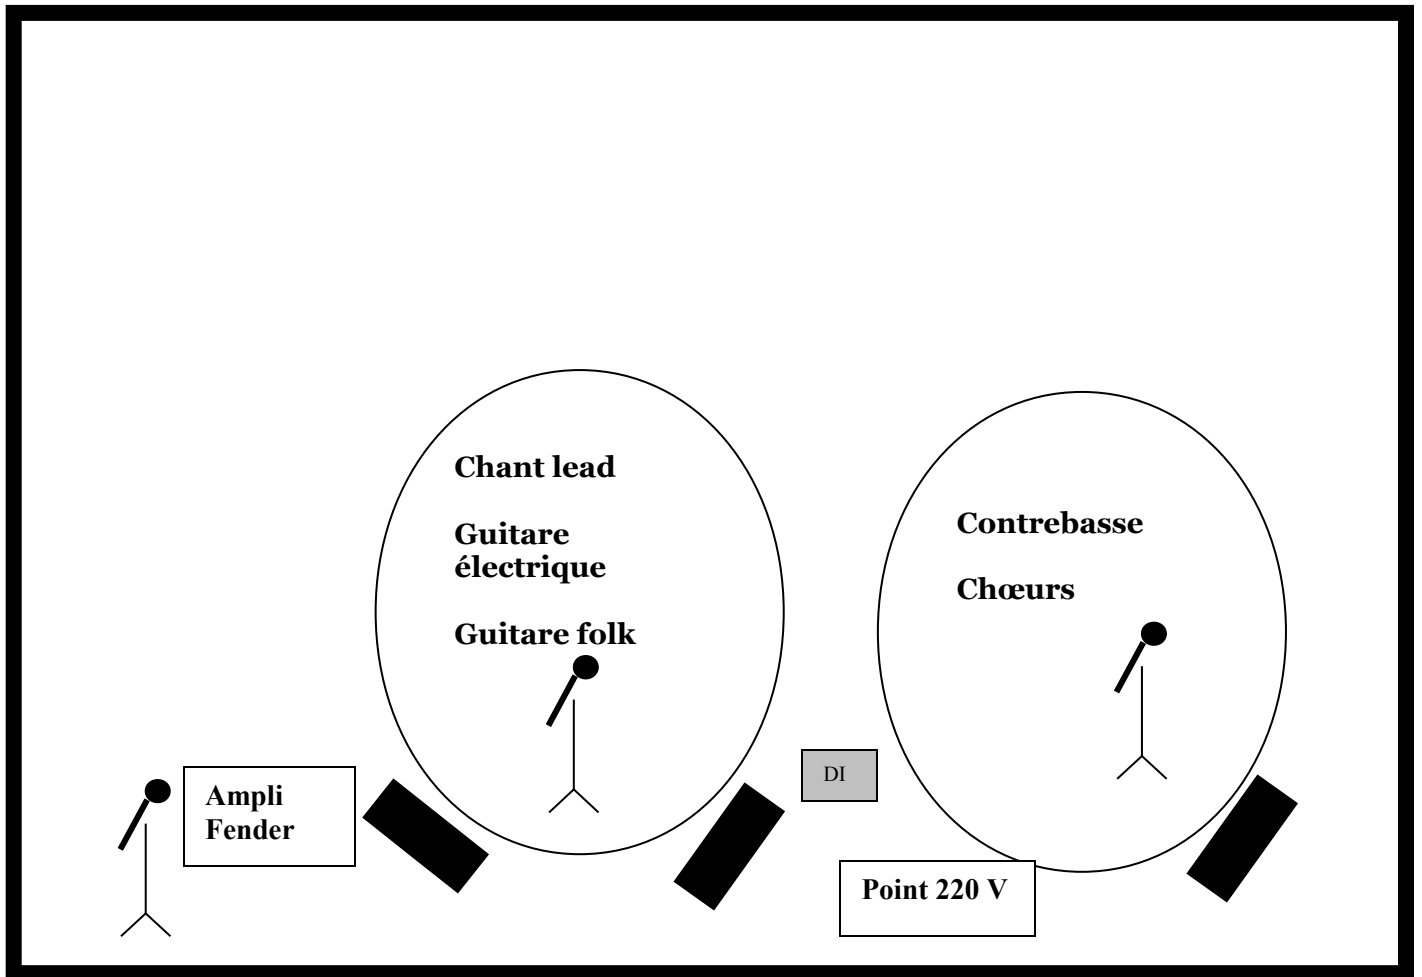 Chant lead
Guitare
électrique
Guitare folk
Contrebasse
Chœurs
DI
Ampli
Fender
Point 220 V